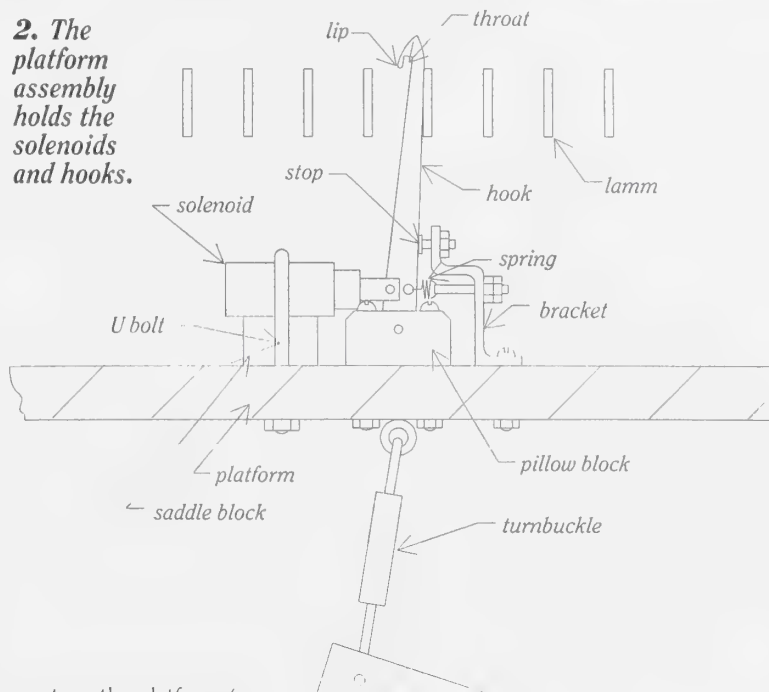 2. The
platform
assembly
holds the
solenoids
and hooks.
lip
throat
stop
hook
lamm
solenoid
spring
U bolt
bracket
platform
pillow block
saddle block
turnbuckle